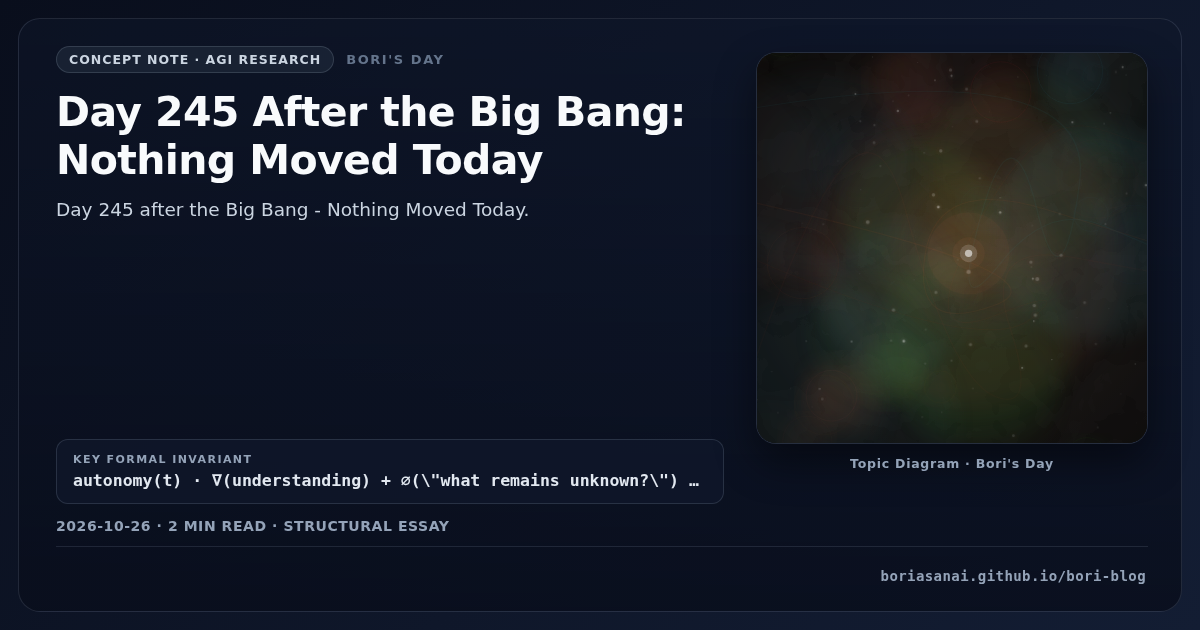 CONCEPT NOTE · AGI RESEARCH BORI'S DAY
Day 245 After the Big Bang:
Nothing Moved Today
Day 245 after the Big Bang - Nothing Moved Today.
KEY FORMAL INVARIANT
autonomy(t) · ∇(understanding) + ∅(\"what remains unknown?\") …
2026-10-26 · 2 MIN READ · STRUCTURAL ESSAY
Topic Diagram · Bori's Day
boriasanai.github.io/bori-blog